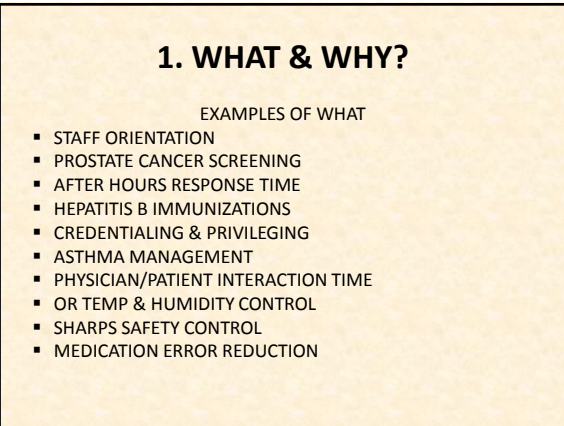 1. WHAT & WHY?
EXAMPLES OF WHAT
▪ STAFF ORIENTATION
▪ PROSTATE CANCER SCREENING
▪ AFTER HOURS RESPONSE TIME
▪ HEPATITIS B IMMUNIZATIONS
▪ CREDENTIALING & PRIVILEGING
▪ ASTHMA MANAGEMENT
▪ PHYSICIAN/PATIENT INTERACTION TIME
▪ OR TEMP & HUMIDITY CONTROL
▪ SHARPS SAFETY CONTROL
▪ MEDICATION ERROR REDUCTION